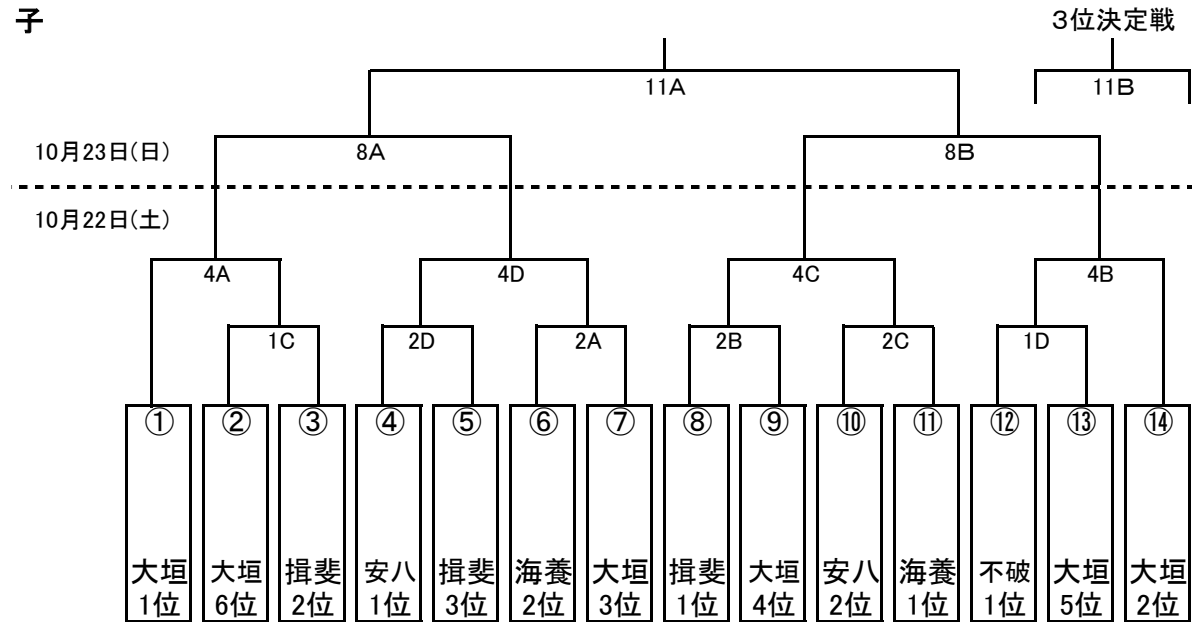 子
3位決定戦
11A
11B
10月23日(日)
8A
8B
10月22日(土)
4A
4D
4C
4B
1C
2D
2A
2B
2C
1D
① ② ③ ④ ⑤ ⑥ ⑦ ⑧ ⑨ ⑩ ⑪ ⑫ ⑬ ⑭
大垣 大垣 揖斐 安八 揖斐 海養 大垣 揖斐 大垣 安八 海養 不破 大垣 大垣
1位 6位 2位 1位 3位 2位 3位 1位 4位 2位 1位 1位 5位 2位